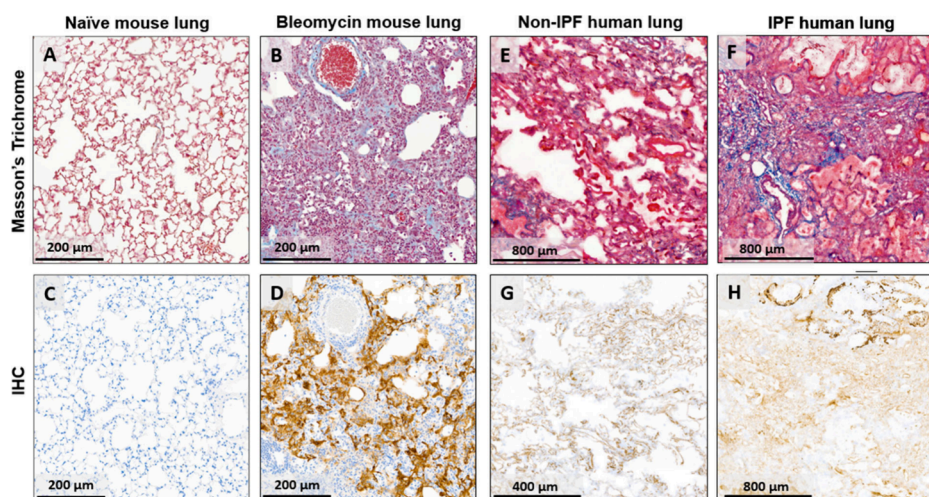 Naïve mouse lung
Bleomycin mouse lung
Non-IPF human lung
IPF human lung
Masson's Trichrome
A
200 µm
B
200 µm
E
800 µm
F
800 µm
IHC
C
200 µm
D
200 µm
G
400 µm
H
800 µm